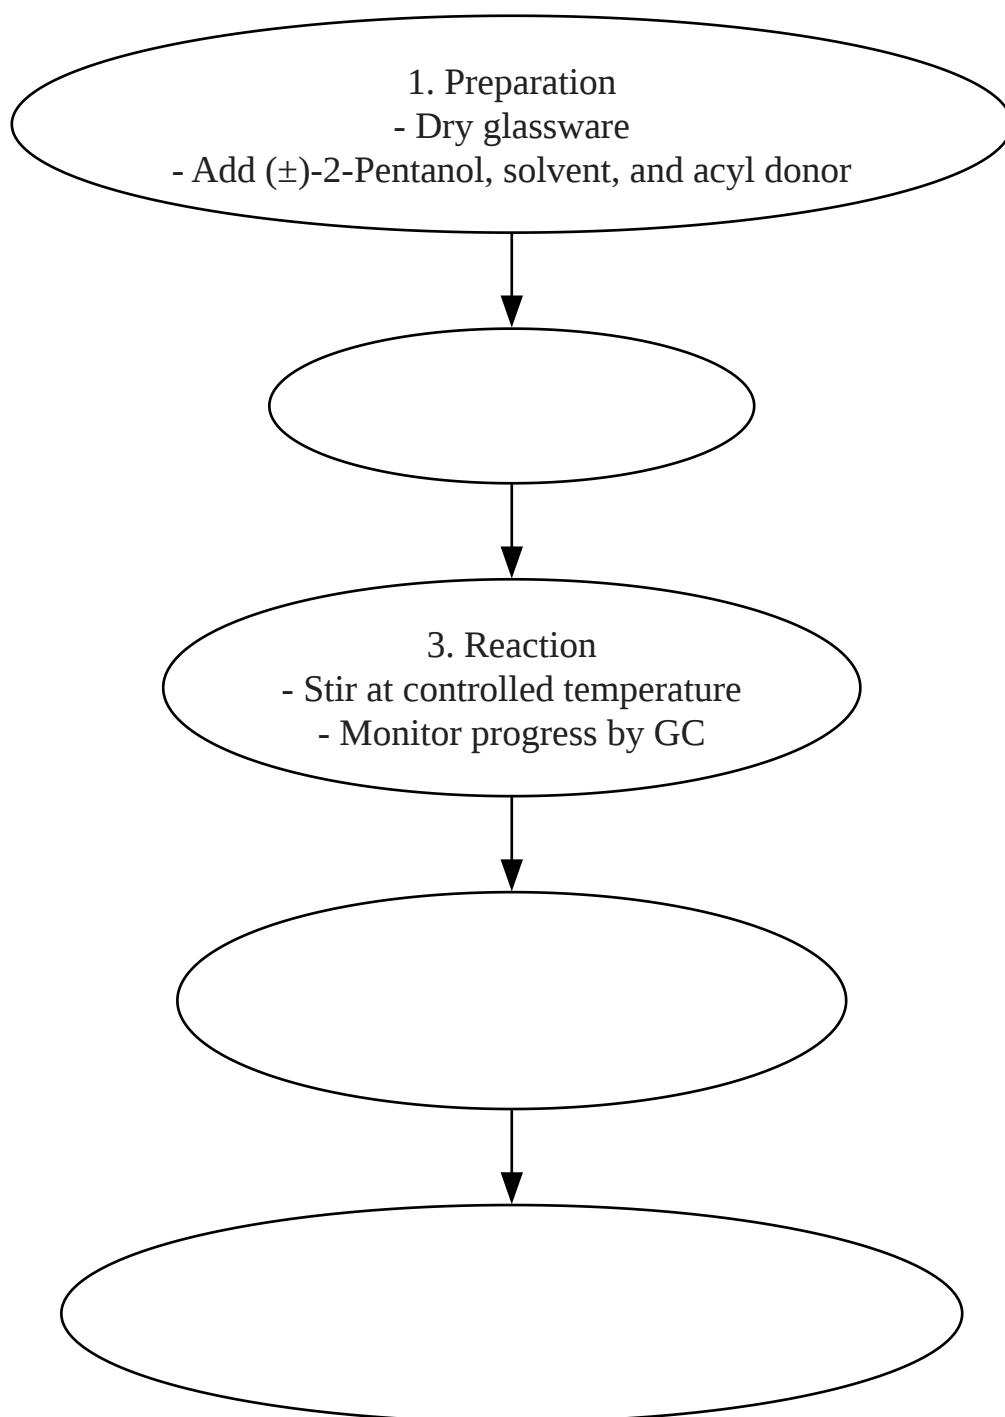 1. Preparation
- Dry glassware
- Add (±)-2-Pentanol, solvent, and acyl donor
3. Reaction
- Stir at controlled temperature
- Monitor progress by GC